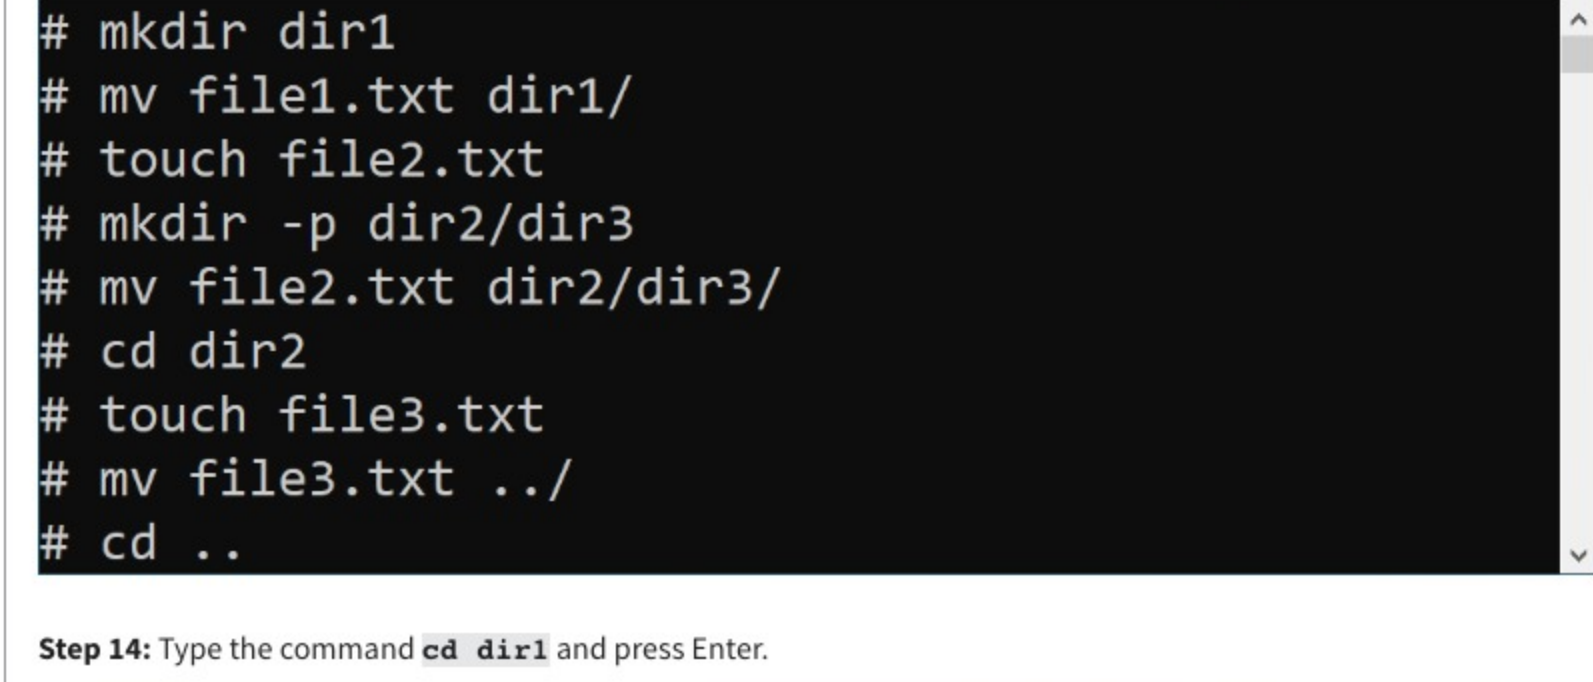 # mkdir dir1
# mv file1.txt dir1/
# touch file2.txt
# mkdir -p dir2/dir3
# mv file2.txt dir2/dir3/
# cd dir2
# touch file3.txt
# mv file3.txt ../
# cd ..
Step 14: Type the command cd dir1 and press Enter.